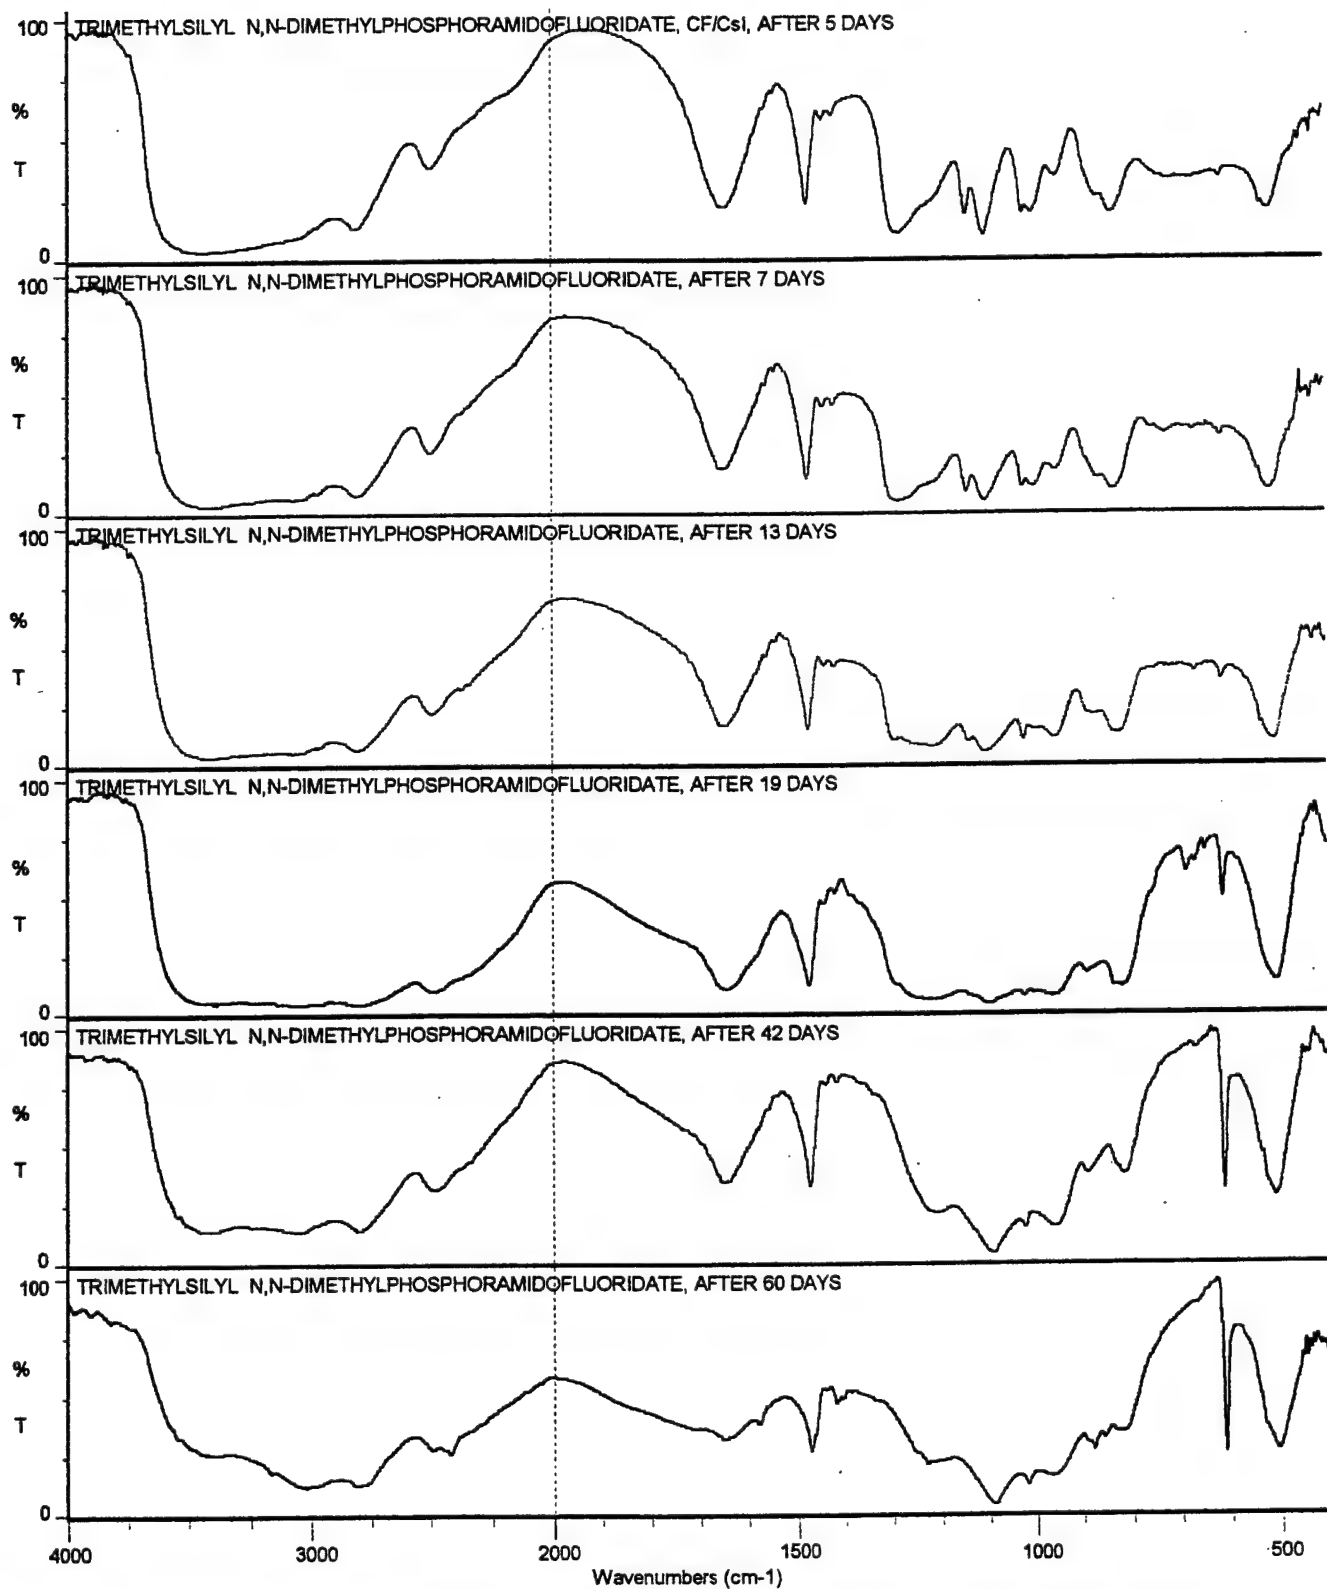 TRIMETHYLSILYL N,N-DIMETHYLPHOSPHORAMIDOFLUORIDATE, CF/CsI, AFTER 5 DAYS
100
%
T
0
TRIMETHYLSILYL N,N-DIMETHYLPHOSPHORAMIDOFLUORIDATE, AFTER 7 DAYS
100
%
T
0
TRIMETHYLSILYL N,N-DIMETHYLPHOSPHORAMIDOFLUORIDATE, AFTER 13 DAYS
100
%
T
0
TRIMETHYLSILYL N,N-DIMETHYLPHOSPHORAMIDOFLUORIDATE, AFTER 19 DAYS
100
%
T
0
TRIMETHYLSILYL N,N-DIMETHYLPHOSPHORAMIDOFLUORIDATE, AFTER 42 DAYS
100
%
T
0
TRIMETHYLSILYL N,N-DIMETHYLPHOSPHORAMIDOFLUORIDATE, AFTER 60 DAYS
100
%
T
0
4000 3000 2000 1500 1000 500
Wavenumbers (cm-1)